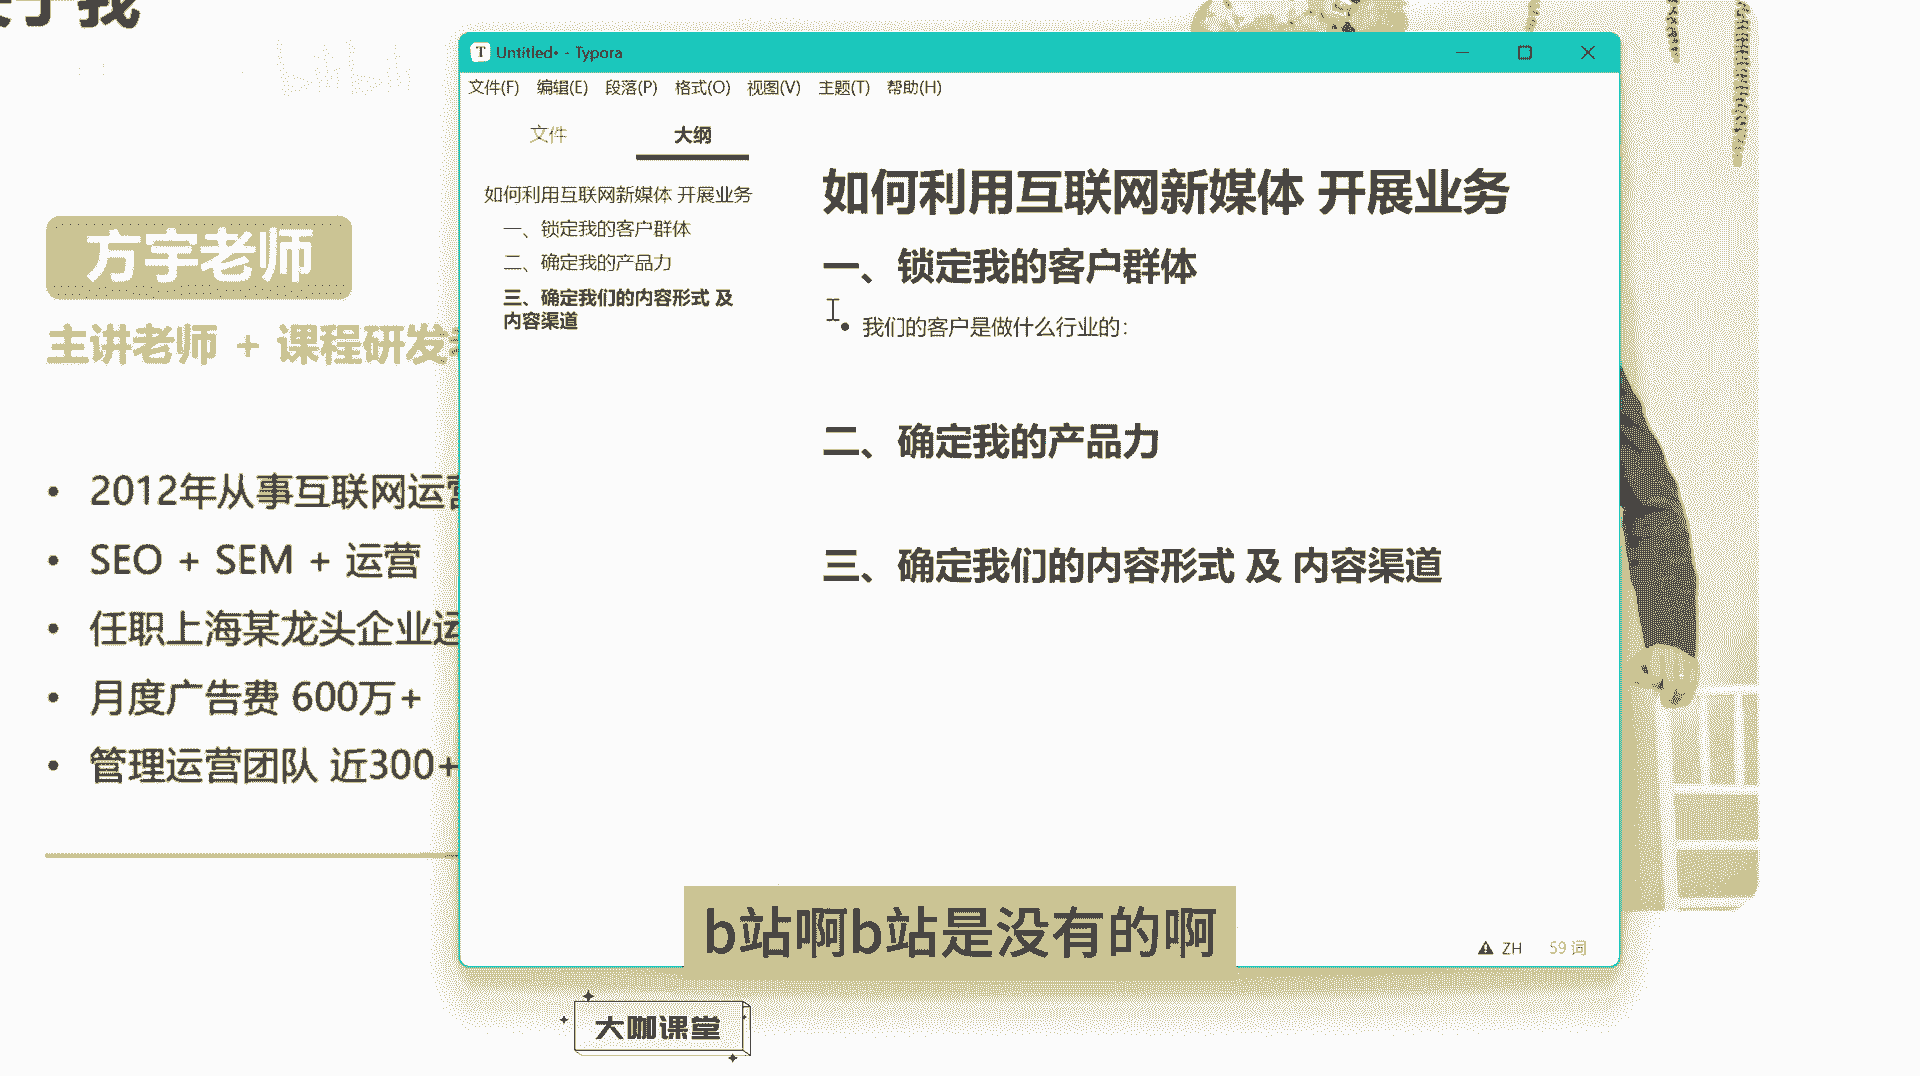 关于我
bilibili
方宇老师
主讲老师 + 课程研发
2012年从事互联网运营
SEO + SEM + 运营
任职上海某龙头企业运
月度广告费 600万+
管理运营团队 近300+
T Untitled• - Typora
文件(F) 编辑(E) 段落(P) 格式(O) 视图(V) 主题(T) 帮助(H)
文件 大纲
如何利用互联网新媒体 开展业务
一、锁定我的客户群体
二、确定我的产品力
三、确定我们的内容形式 及
内容渠道
如何利用互联网新媒体 开展业务
一、锁定我的客户群体
我们的客户是做什么行业的：
二、确定我的产品力
三、确定我们的内容形式 及 内容渠道
ZH 59 词
b站啊b站是没有的啊
大咖课堂